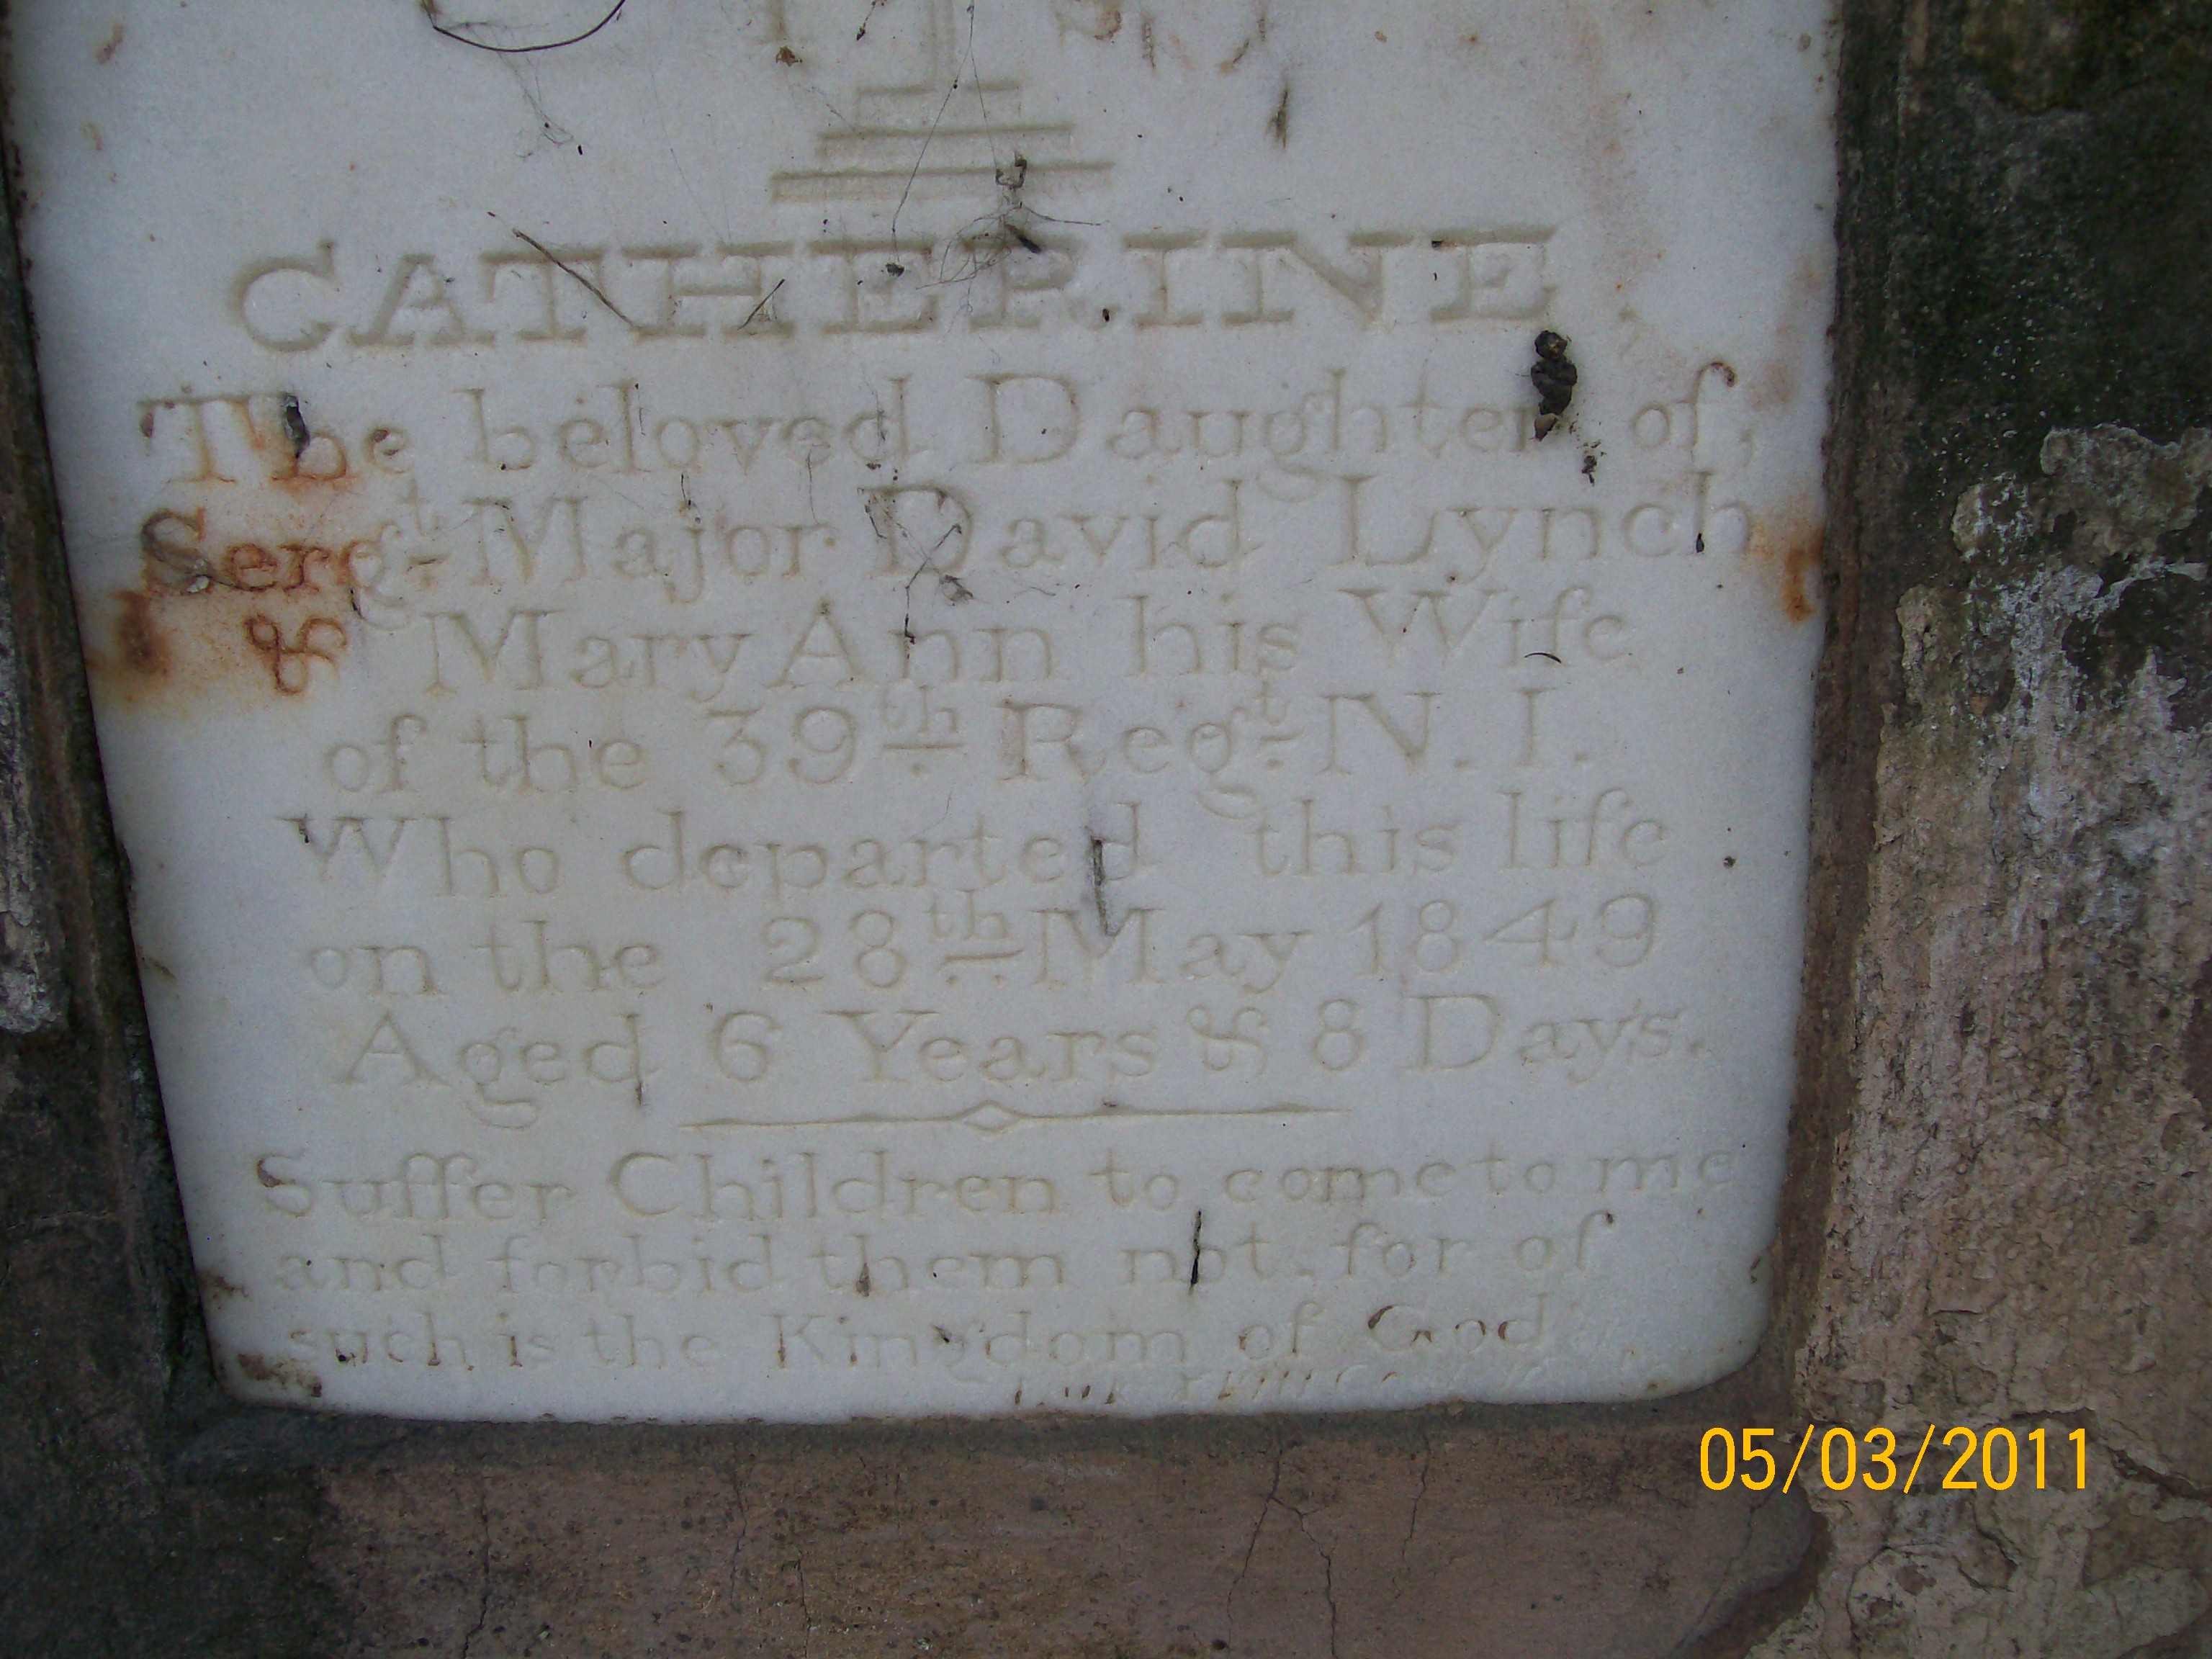 CATHERINE.
The beloved Daughter of,
Sergt. Major David Lynch
& Mary Ann his Wife
of the 39th Regt. N. I.
Who departed this life
on the 28th May 1849
Aged 6 Years & 8 Days.
Suffer Children to come to me
and forbid them not, for of
such is the Kingdom of God
05/03/2011